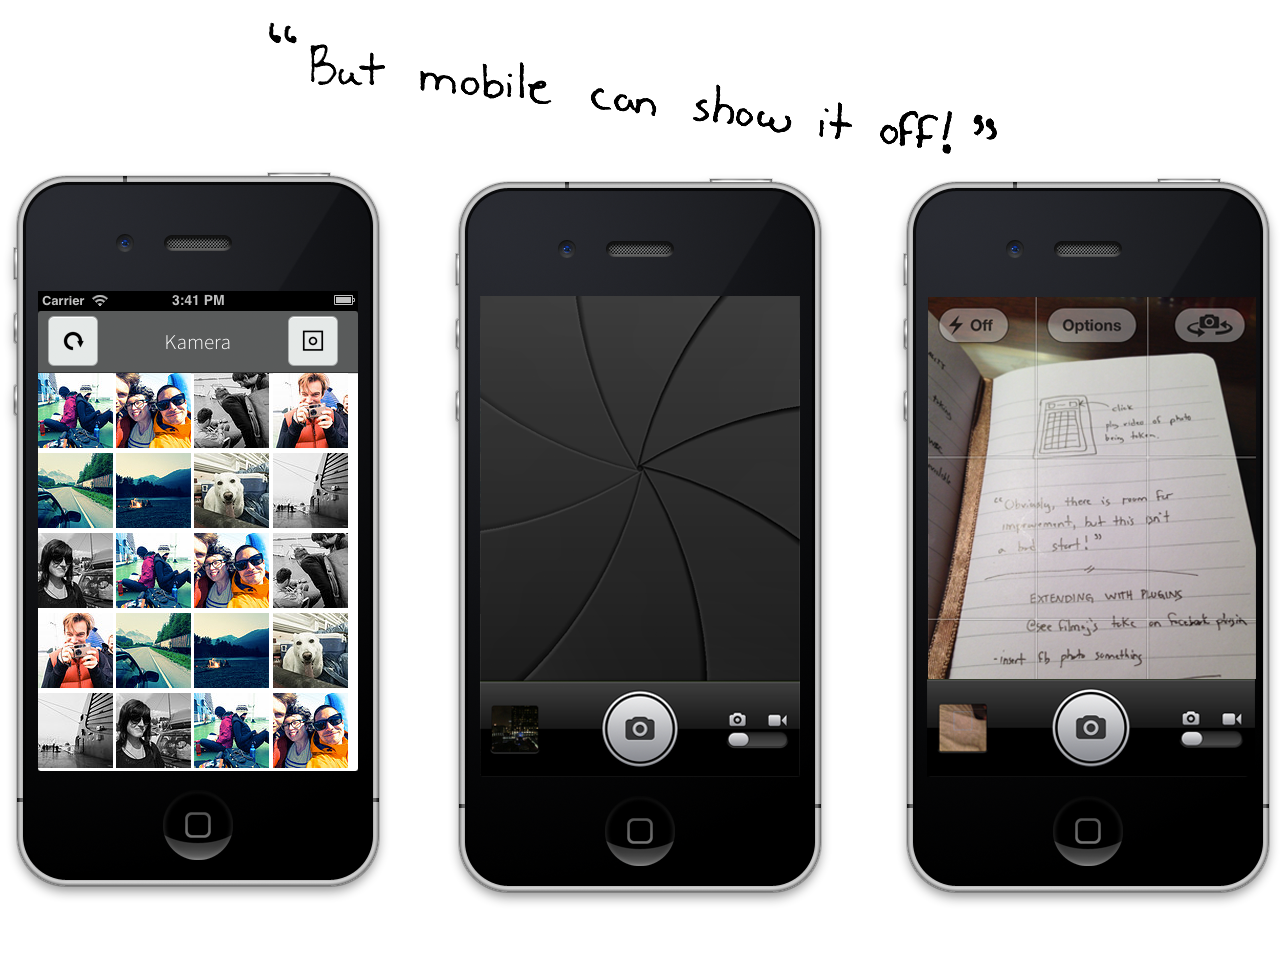 “But mobile can show it off!”
Carrier 3:41 PM
Kamera
Off Options
click
play video of photo
being taken.
“Obviously, there is room for
improvement, but this isn't
a bad start!”
EXTENDING WITH PLUGINS
@see filmaj's take on facebook plugin
-insert fb photo something